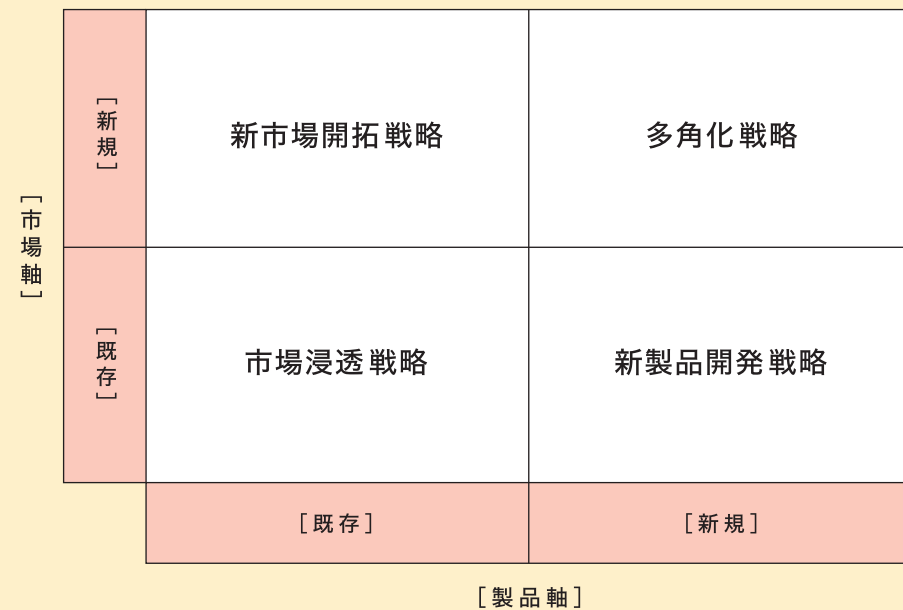 ［市場軸］
［新規］
新市場開拓戦略
多角化戦略
［既存］
市場浸透戦略
新製品開発戦略
［既存］
［新規］
［製品軸］